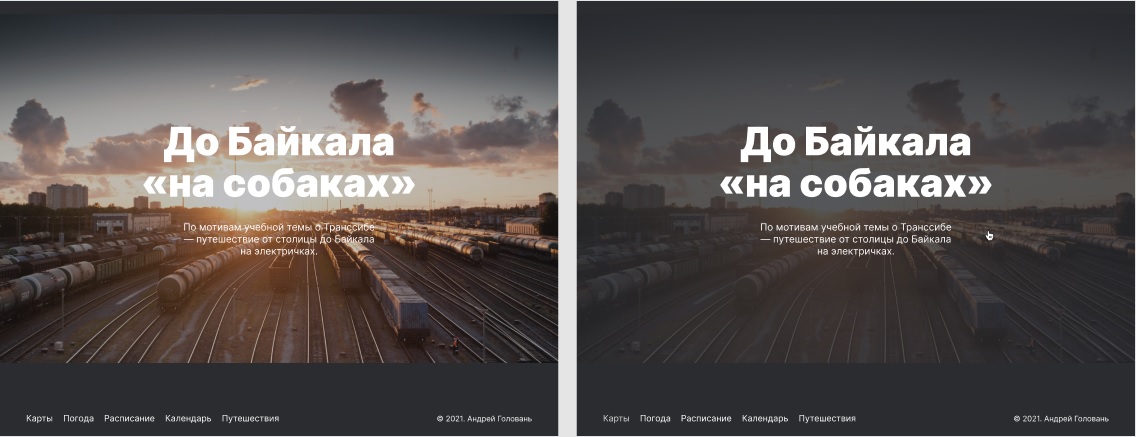 До Байкала
«на собаках»
По мотивам учебной темы о Транссибе
— путешествие от столицы до Байкала
на электричках.
Карты Погода Расписание Календарь Путешествия
© 2021. Андрей Головань
До Байкала
«на собаках»
По мотивам учебной темы о Транссибе
— путешествие от столицы до Байкала
на электричках.
Карты Погода Расписание Календарь Путешествия
© 2021. Андрей Головань